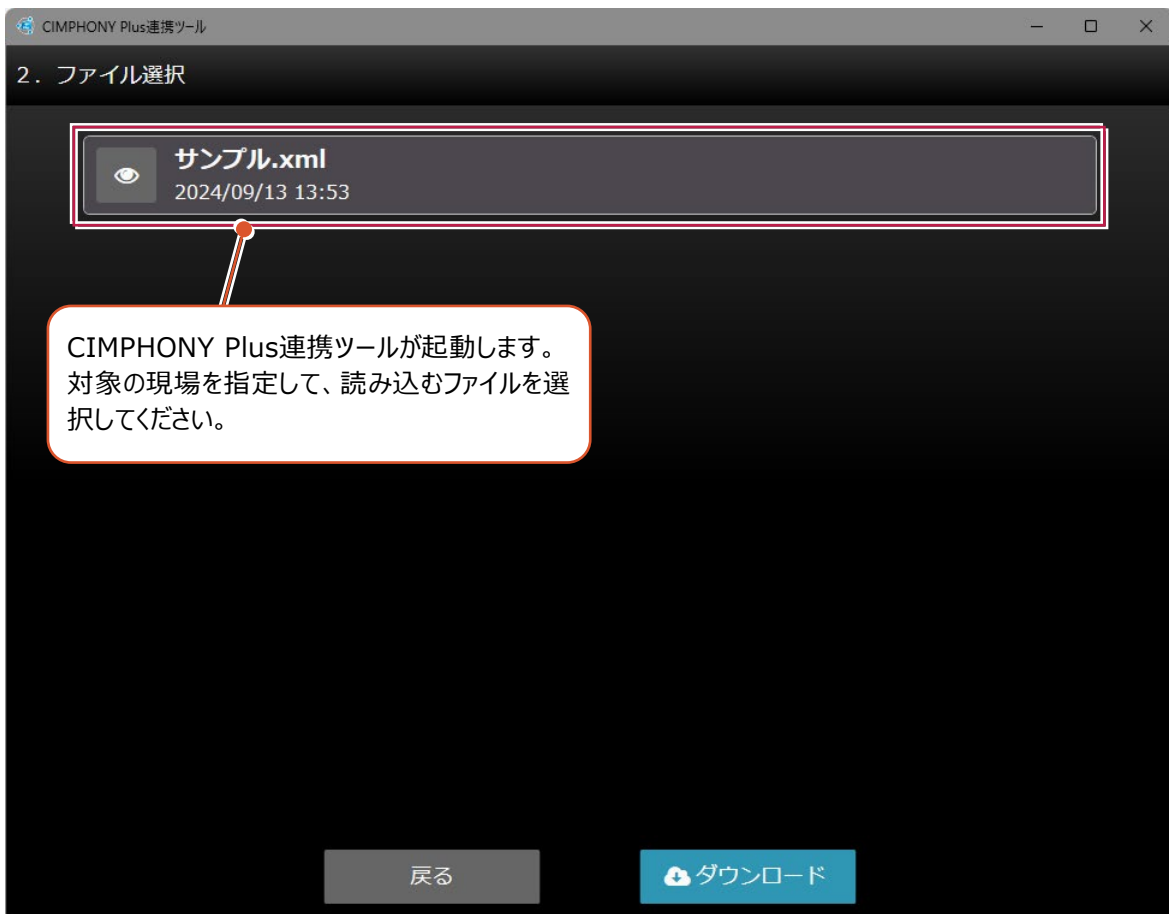 CIMPHONY Plus連携ツール
2．ファイル選択
サンプル.xml
2024/09/13 13:53
CIMPHONY Plus連携ツールが起動します。
対象の現場を指定して、読み込むファイルを選
択してください。
戻る
ダウンロード